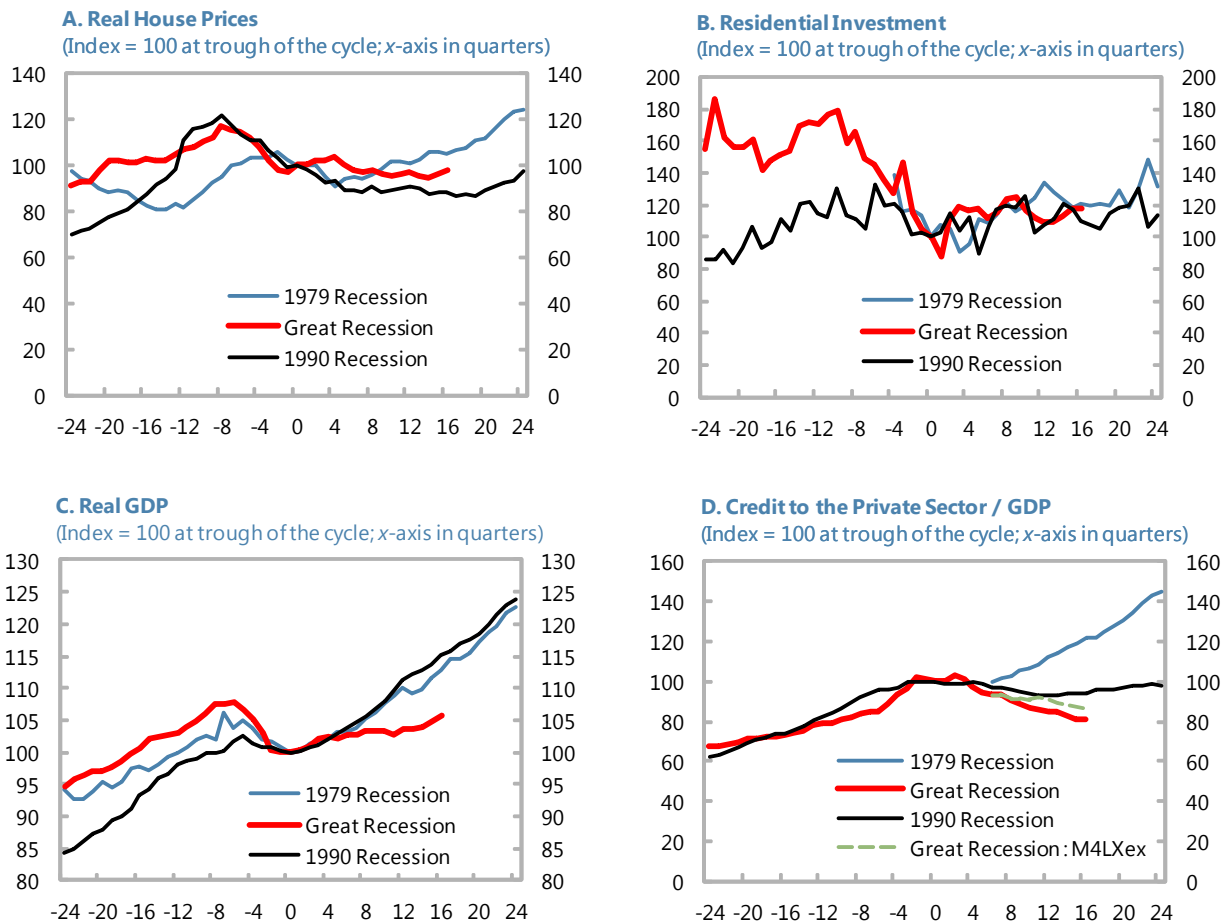 A. Real House Prices
(Index = 100 at trough of the cycle; x-axis in quarters)
140 140
120 120
100 100
80 80
60 60
40 40
20 20
0 0
1979 Recession
Great Recession
1990 Recession
-24 -20 -16 -12 -8 -4 0 4 8 12 16 20 24
B. Residential Investment
(Index = 100 at trough of the cycle; x-axis in quarters)
200 200
180 180
160 160
140 140
120 120
100 100
80 80
60 60
40 40
20 20
0 0
1979 Recession
Great Recession
1990 Recession
-24 -20 -16 -12 -8 -4 0 4 8 12 16 20 24
C. Real GDP
(Index = 100 at trough of the cycle; x-axis in quarters)
130 130
125 125
120 120
115 115
110 110
105 105
100 100
95 95
90 90
85 85
80 80
1979 Recession
Great Recession
1990 Recession
-24 -20 -16 -12 -8 -4 0 4 8 12 16 20 24
D. Credit to the Private Sector / GDP
(Index = 100 at trough of the cycle; x-axis in quarters)
160 160
140 140
120 120
100 100
80 80
60 60
40 40
20 20
0 0
1979 Recession
Great Recession
1990 Recession
Great Recession: M4LXex
-24 -20 -16 -12 -8 -4 0 4 8 12 16 20 24